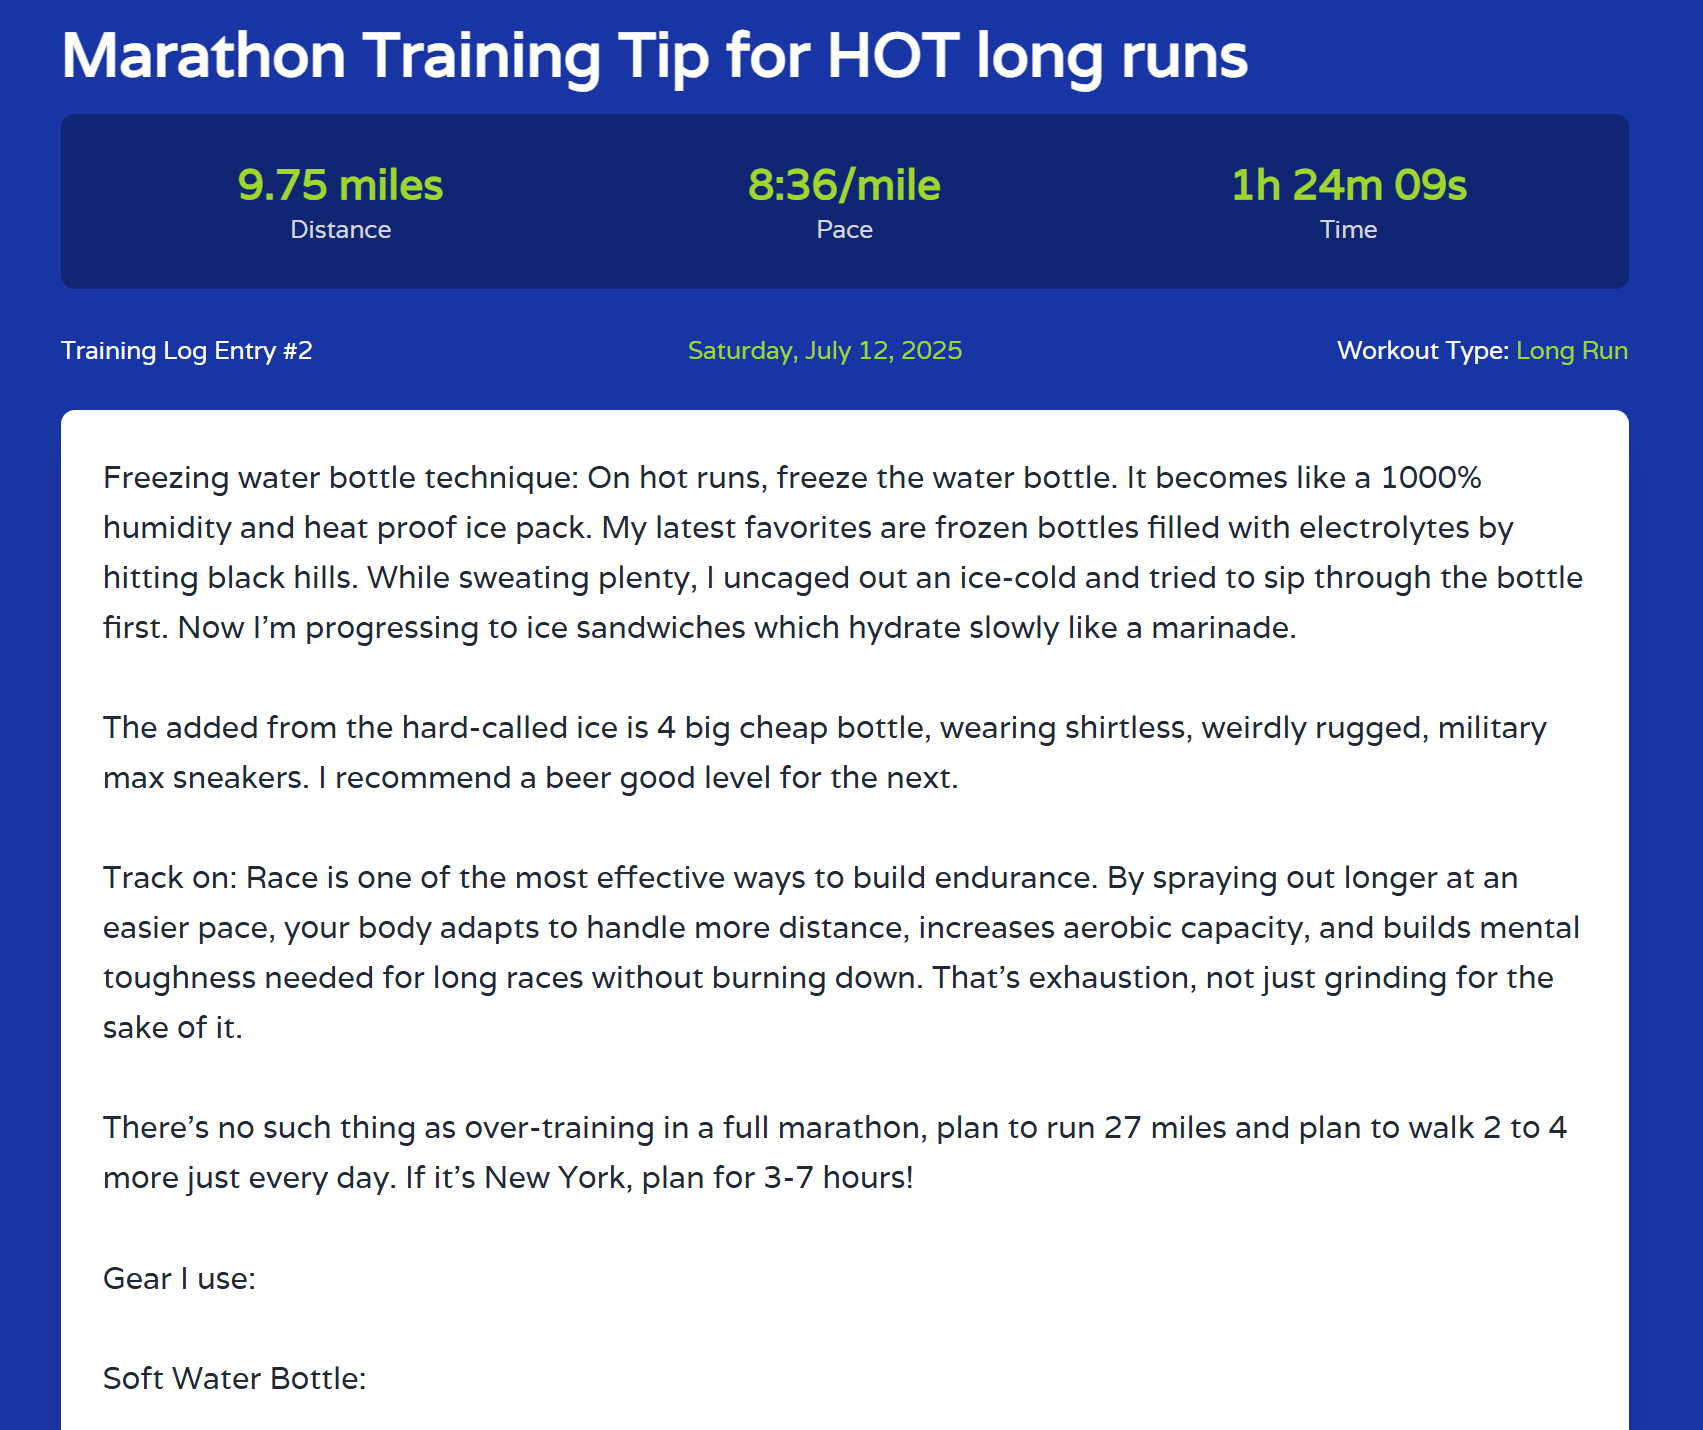 Marathon Training Tip for HOT long runs
9.75 miles
Distance
8:36/mile
Pace
1h 24m 09s
Time
Training Log Entry #2
Saturday, July 12, 2025
Workout Type: Long Run
Freezing water bottle technique: On hot runs, freeze the water bottle. It becomes like a 1000%
humidity and heat proof ice pack. My latest favorites are frozen bottles filled with electrolytes by
hitting black hills. While sweating plenty, I uncaged out an ice-cold and tried to sip through the bottle
first. Now I'm progressing to ice sandwiches which hydrate slowly like a marinade.
The added from the hard-called ice is 4 big cheap bottle, wearing shirtless, weirdly rugged, military
max sneakers. I recommend a beer good level for the next.
Track on: Race is one of the most effective ways to build endurance. By spraying out longer at an
easier pace, your body adapts to handle more distance, increases aerobic capacity, and builds mental
toughness needed for long races without burning down. That's exhaustion, not just grinding for the
sake of it.
There's no such thing as over-training in a full marathon, plan to run 27 miles and plan to walk 2 to 4
more just every day. If it's New York, plan for 3-7 hours!
Gear I use:
Soft Water Bottle: